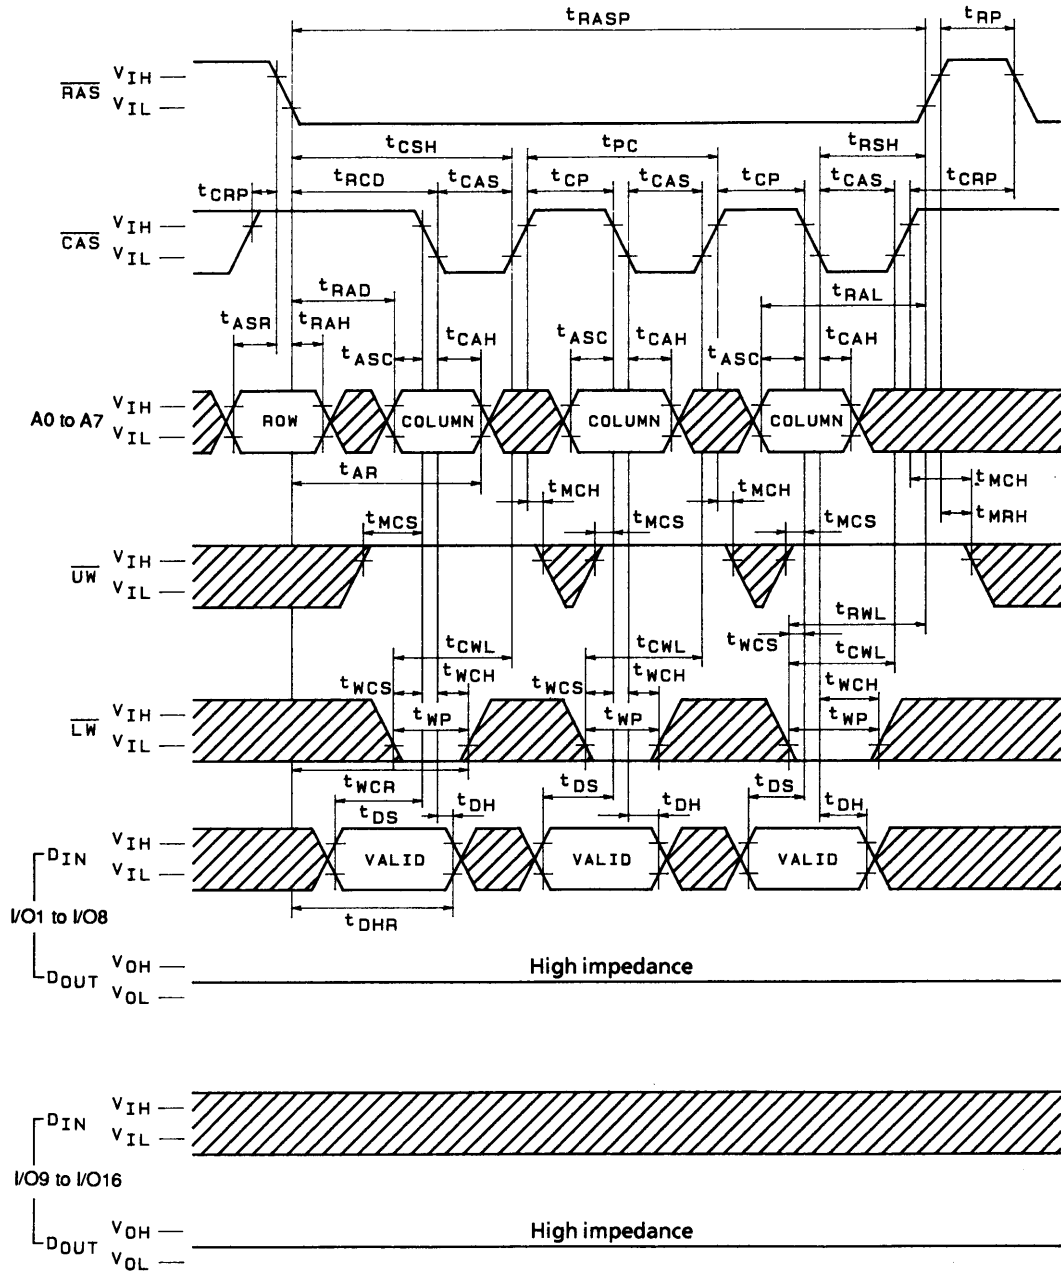 tRASP tRP
RAS VIH
VIL
tCSH tPC tRSH
tCRP tRCD tCAS tCP tCAS tCP tCAS tCRP
CAS VIH
VIL
tRAD tRAL
tASR tRAH tCAH
tASC tCAH tASC tCAH tASC tCAH
A0 to A7 VIH
VIL
ROW COLUMN COLUMN COLUMN
tAR tMCH tMCH tMCH
tMCS tMCS tMCS tMRH
UW VIH
VIL
tRWL
tCWL tCWL tWCS tCWL
tWCS tWCH tWCS tWCH tWCH
LW VIH
VIL
tWP tWP tWP
tWCR tDS tDS
tDS tDH tDH tDH
DIN VIH
VIL
VALID VALID VALID
I/O1 to I/O8
tDHR
DOUT VOH
VOL
High impedance
DIN VIH
VIL
I/O9 to I/O16
DOUT VOH
VOL
High impedance